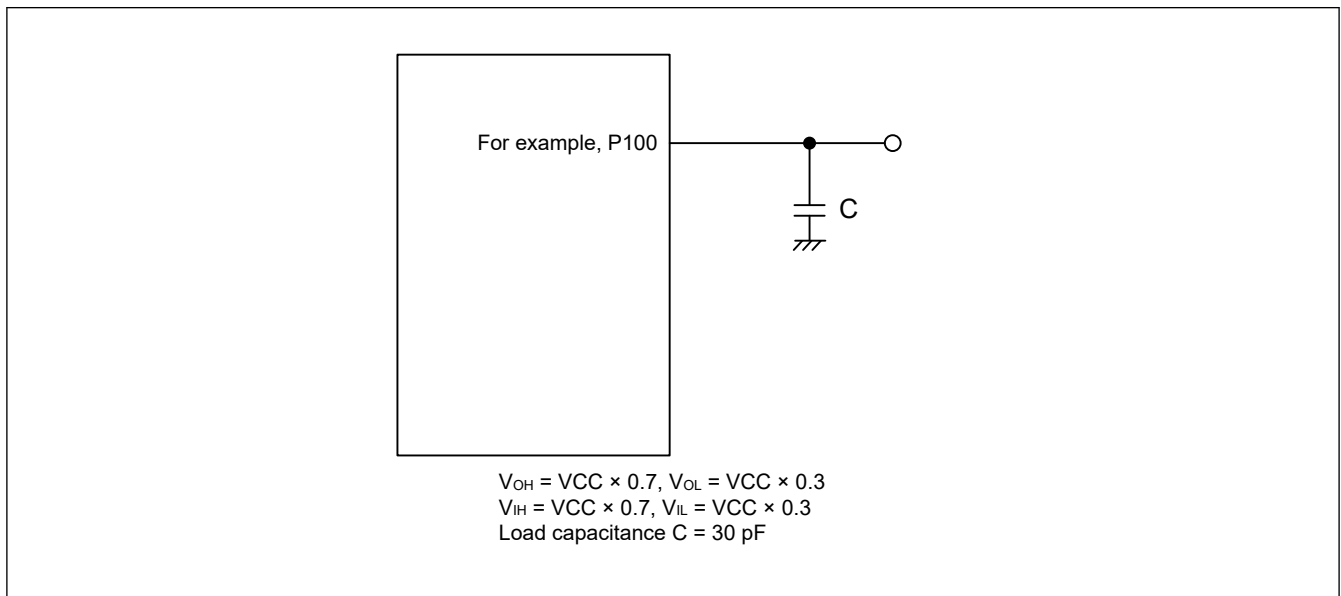 For example, P100
C
VOH = VCC × 0.7, VOL = VCC × 0.3
VIH = VCC × 0.7, VIL = VCC × 0.3
Load capacitance C = 30 pF